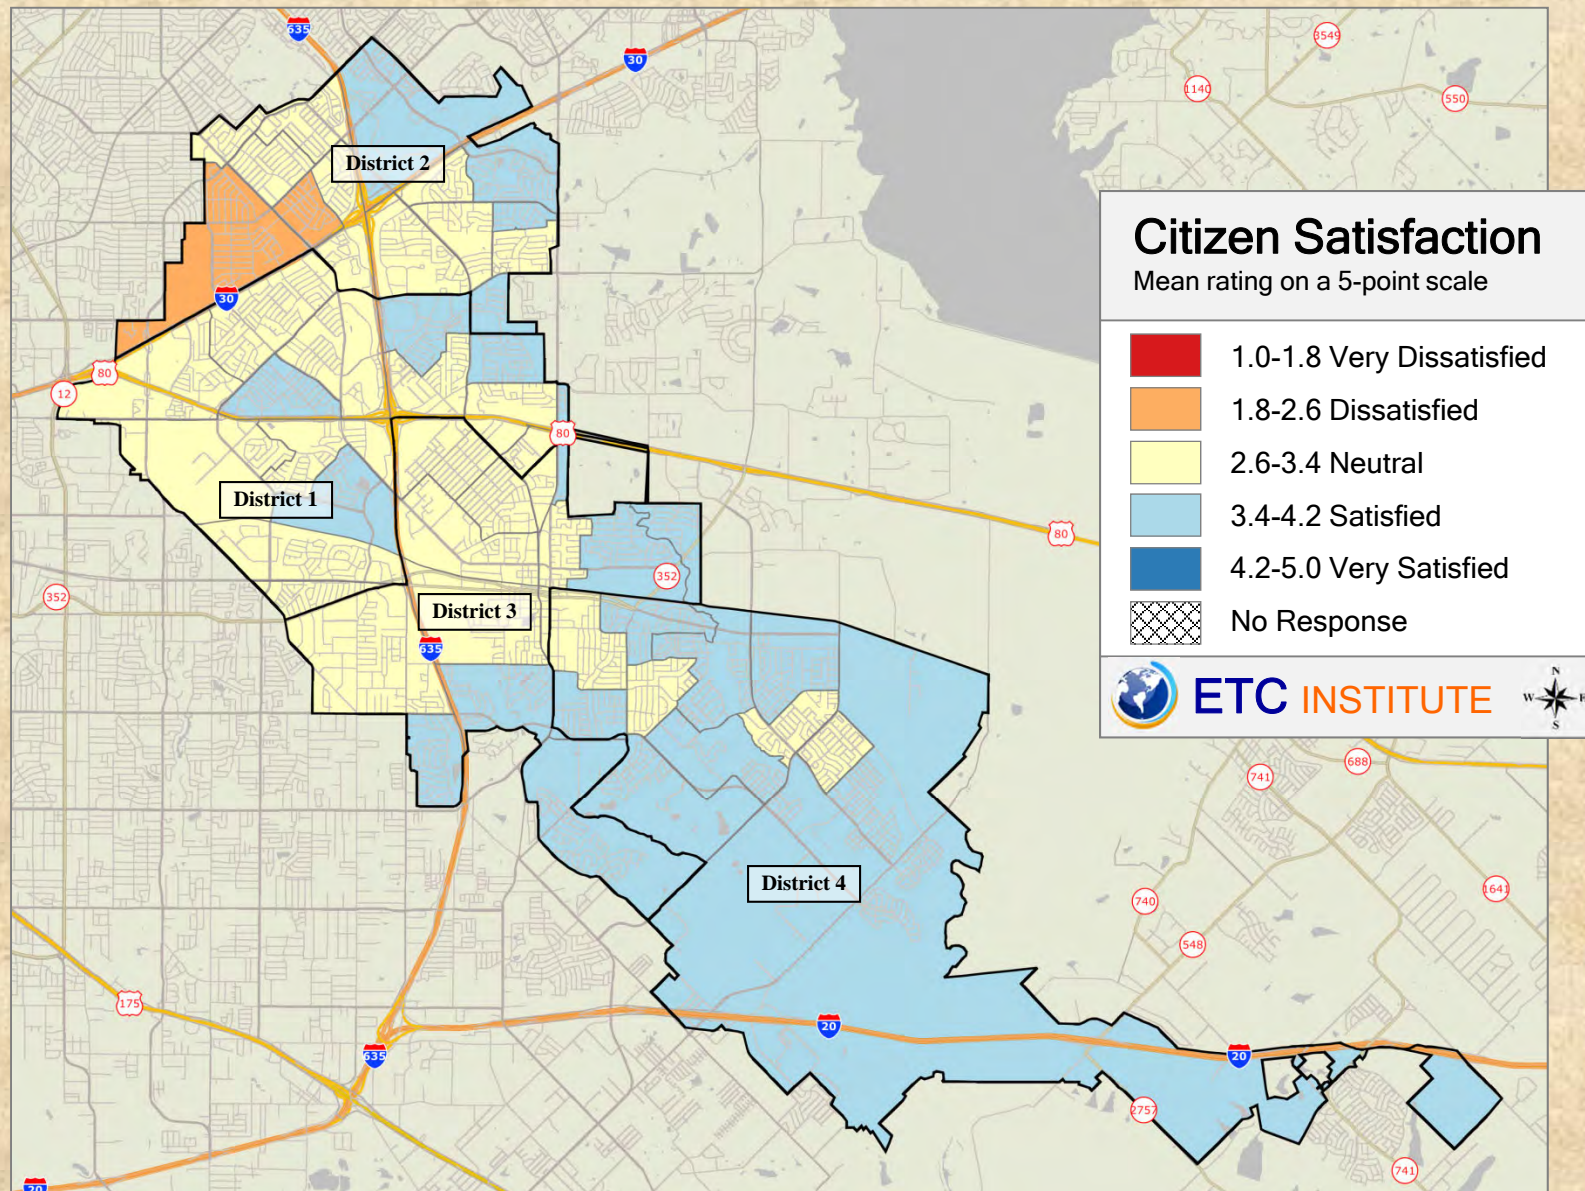 635
30
3549
1140
550
District 2
Citizen Satisfaction
Mean rating on a 5-point scale
30
1.0-1.8 Very Dissatisfied
80
12
1.8-2.6 Dissatisfied
80
2.6-3.4 Neutral
District 1
3.4-4.2 Satisfied
80
352
352
4.2-5.0 Very Satisfied
District 3
No Response
635
ETC INSTITUTE
N
W
E
S
688
741
District 4
1641
740
548
175
20
635
20
2757
741
20